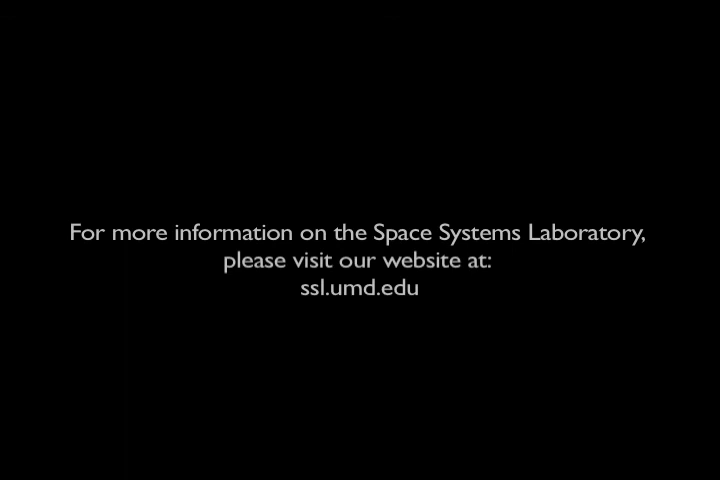 For more information on the Space Systems Laboratory,
please visit our website at:
ssl.umd.edu